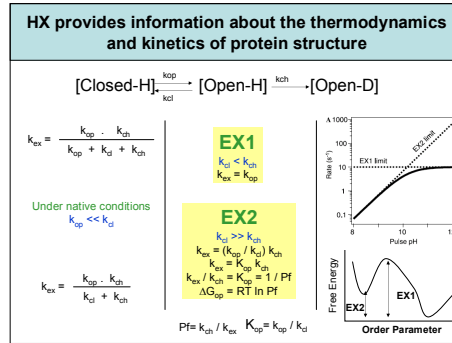 HX provides information about the thermodynamics
and kinetics of protein structure
[Closed-H] kop kcl [Open-H] kch [Open-D]
kex = kop . kch / kop + kcl + kch
Under native conditions
kop << kcl
kex = kop . kch / kcl + kch
EX1
kcl < kch
kex = kop
EX2
kcl >> kch
kex = (kop / kcl) kch
kex = Kop kch
kex / kch = Kop = 1 / Pf
ΔGop = RT ln Pf
Pf= kch / kex Kop = kop / kcl
A 1000
100
10
1
0.1
Rate (s⁻¹)
EX1 limit
EX2 limit
8 10 12 14
Pulse pH
Free Energy
EX2
EX1
Order Parameter